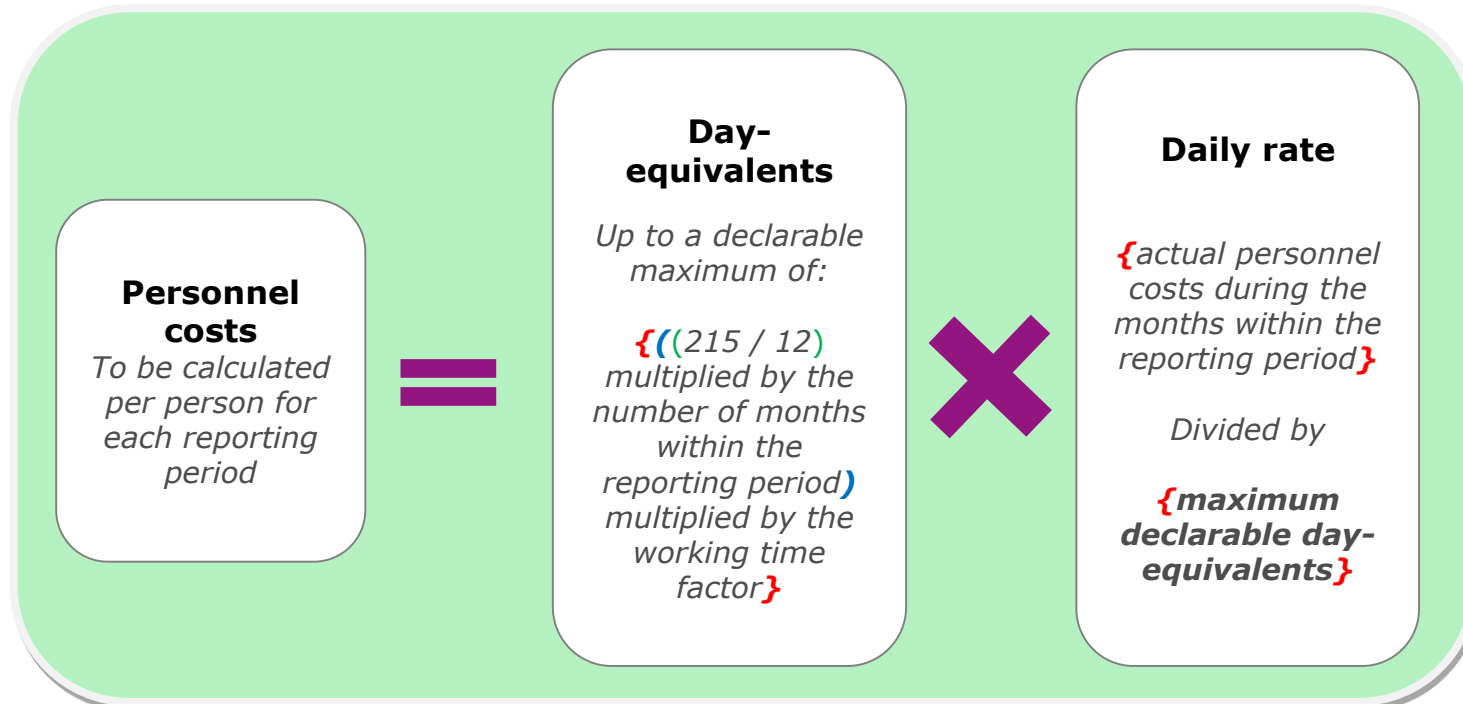 Personnel
costs
To be calculated
per person for
each reporting
period
Day-
equivalents
Up to a declarable
maximum of:
{((215 / 12)
multiplied by the
number of months
within the
reporting period)
multiplied by the
working time
factor}
Daily rate
{actual personnel
costs during the
months within the
reporting period}
Divided by
{maximum
declarable day-
equivalents}